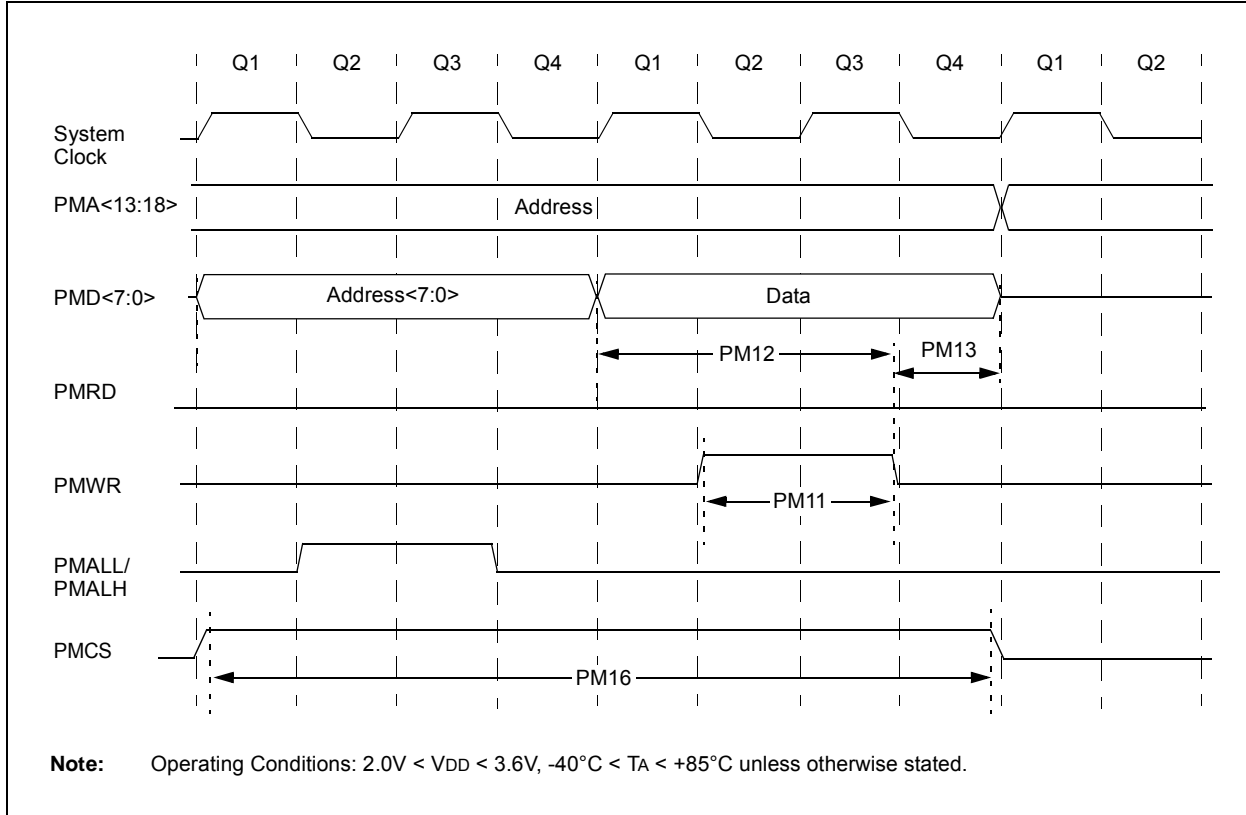 Q1 Q2 Q3 Q4 Q1 Q2 Q3 Q4 Q1 Q2
System
Clock
PMA<13:18>
Address
PMD<7:0>
Address<7:0>
Data
PM12
PM13
PMRD
PMWR
PM11
PMALL/
PMALH
PMCS
PM16
Note: Operating Conditions: 2.0V < VDD < 3.6V, -40°C < TA < +85°C unless otherwise stated.